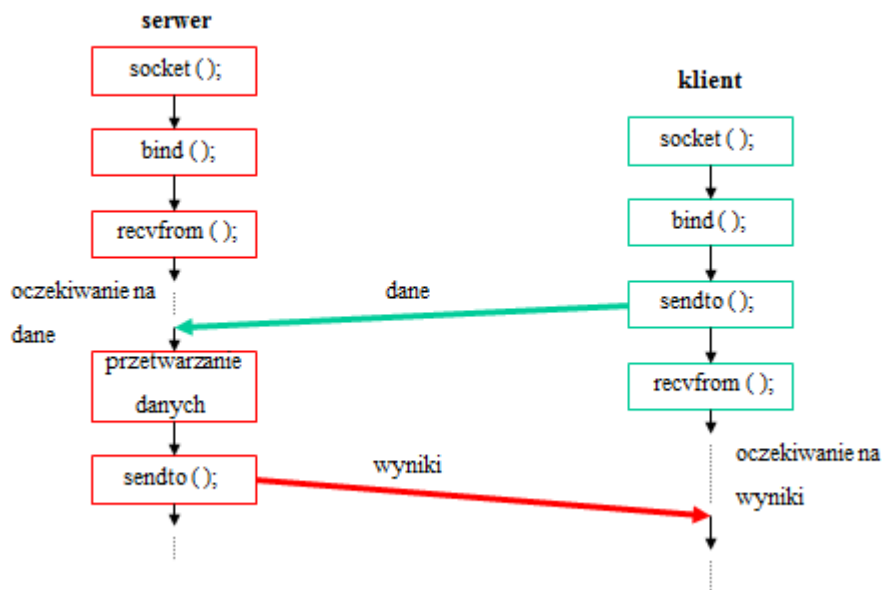 serwer
socket ( );
bind ( );
recvfrom ( );
oczekiwanie na
dane
przetwarzanie
danych
sendto ( );
dane
wyniki
klient
socket ( );
bind ( );
sendto ( );
recvfrom ( );
oczekiwanie na
wyniki